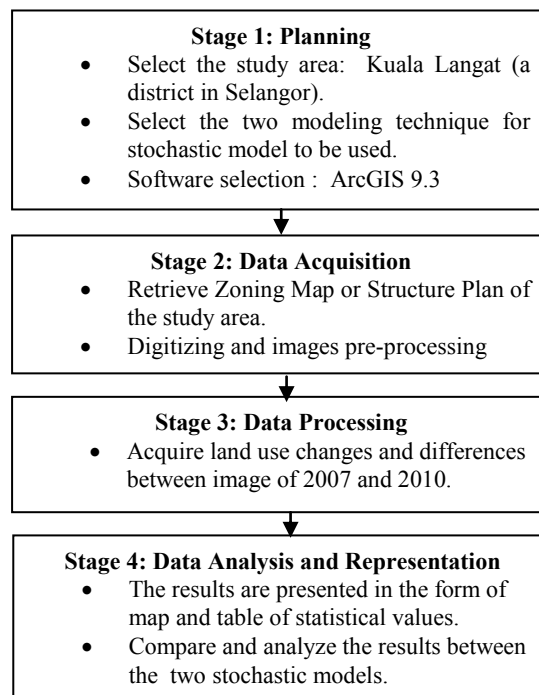 Stage 1: Planning
• Select the study area: Kuala Langat (a
district in Selangor).
• Select the two modeling technique for
stochastic model to be used.
• Software selection : ArcGIS 9.3
Stage 2: Data Acquisition
• Retrieve Zoning Map or Structure Plan of
the study area.
• Digitizing and images pre-processing
Stage 3: Data Processing
• Acquire land use changes and differences
between image of 2007 and 2010.
Stage 4: Data Analysis and Representation
• The results are presented in the form of
map and table of statistical values.
• Compare and analyze the results between
the two stochastic models.